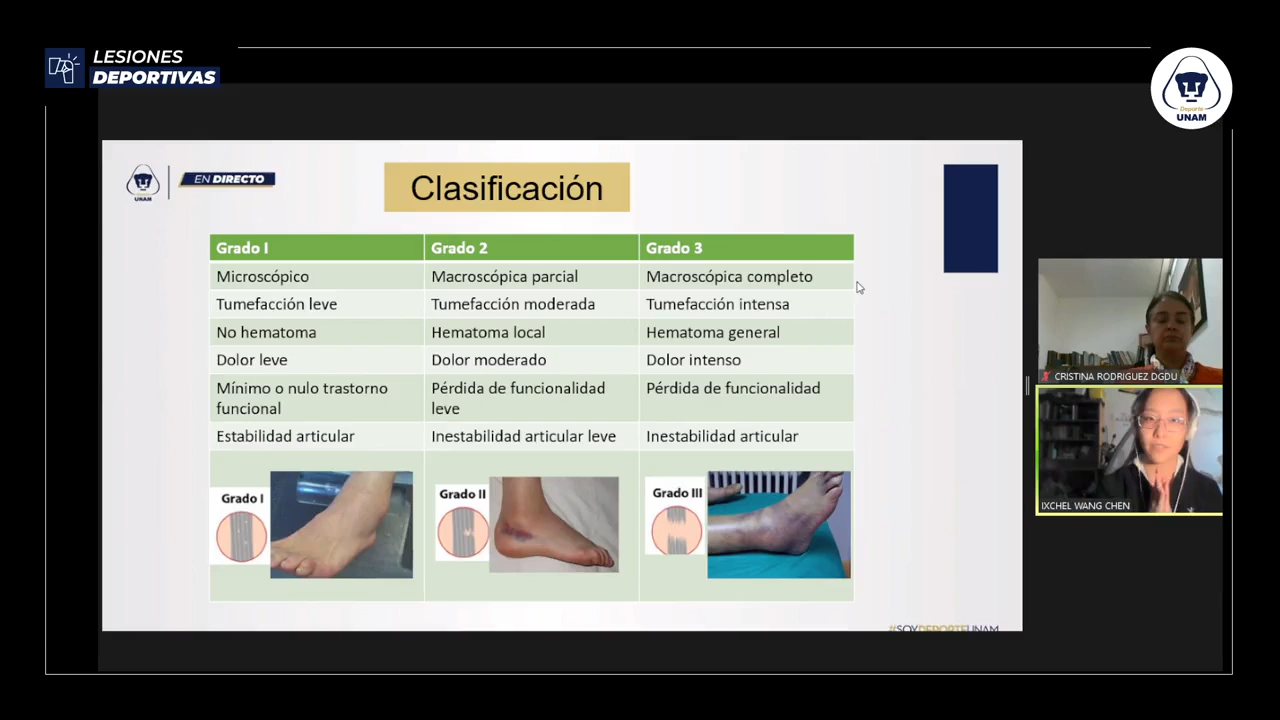 LESIONES
DEPORTIVAS
Deporte
UNAM
UNAM
EN DIRECTO
Clasificación
Grado I
Grado 2
Grado 3
Microscópico
Macroscópica parcial
Macroscópica completo
Tumefacción leve
Tumefacción moderada
Tumefacción intensa
No hematoma
Hematoma local
Hematoma general
Dolor leve
Dolor moderado
Dolor intenso
Mínimo o nulo trastorno
funcional
Pérdida de funcionalidad
leve
Pérdida de funcionalidad
Estabilidad articular
Inestabilidad articular leve
Inestabilidad articular
Grado I
Grado II
Grado III
#SOYDEPORTEUNAM
CRISTINA RODRIGUEZ DGDU
IXCHEL WANG CHEN